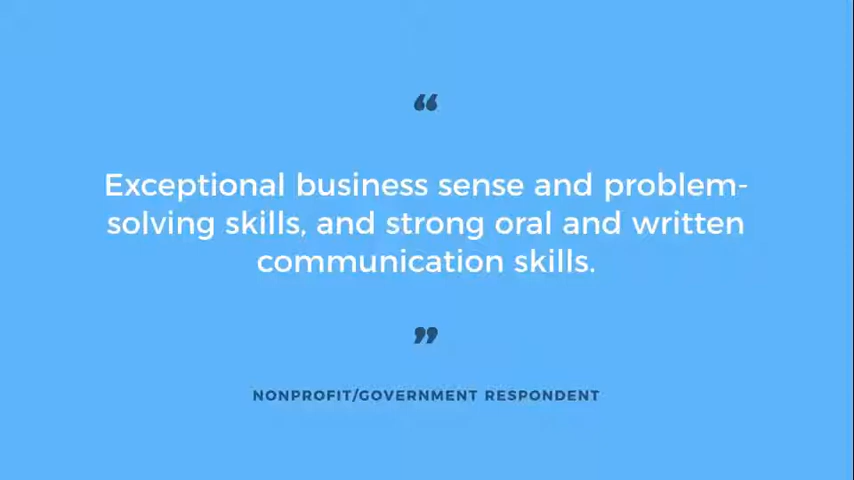 “
Exceptional business sense and problem-
solving skills, and strong oral and written
communication skills.
”
NONPROFIT/GOVERNMENT RESPONDENT